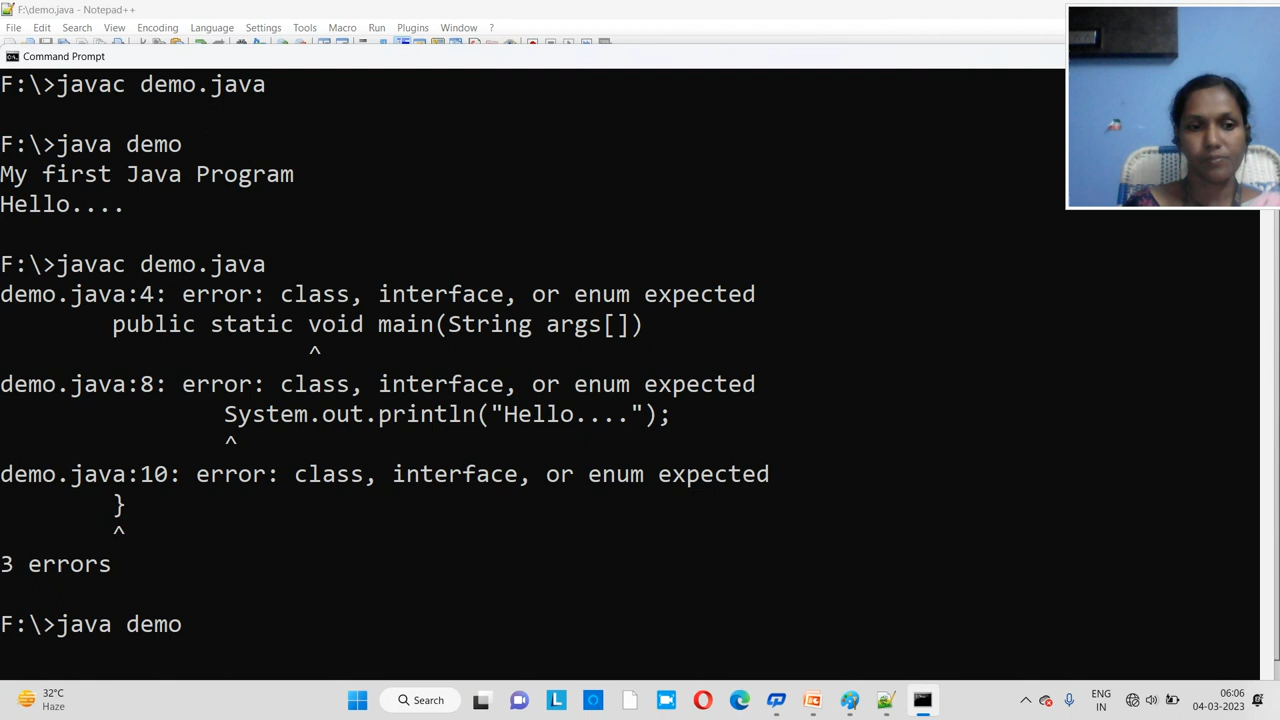 F:\demo.java - Notepad++
File Edit Search View Encoding Language Settings Tools Macro Run Plugins Window ?
Command Prompt
F:\>javac demo.java
F:\>java demo
My first Java Program
Hello....
F:\>javac demo.java
demo.java:4: error: class, interface, or enum expected
public static void main(String args[])
^
demo.java:8: error: class, interface, or enum expected
System.out.println("Hello....");
^
demo.java:10: error: class, interface, or enum expected
}
^
3 errors
F:\>java demo
32°C
Haze
Search
ENG
IN
06:06
04-03-2023